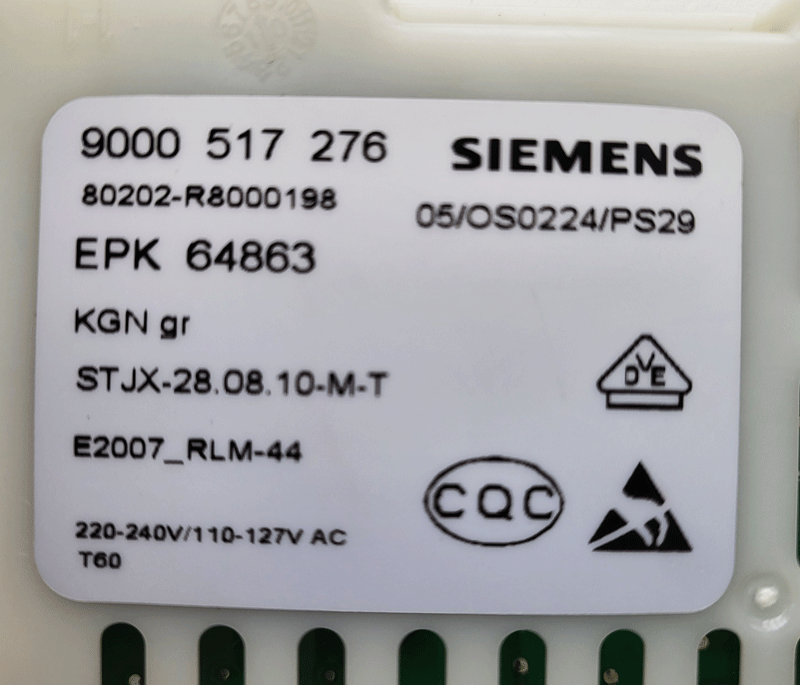 9000 517 276
SIEMENS
80202-R8000198
05/OS0224/PS29
EPK 64863
KGN gr
STJX-28.08.10-M-T
DVE
E2007_RLM-44
CQC
220-240V/110-127V AC
T60